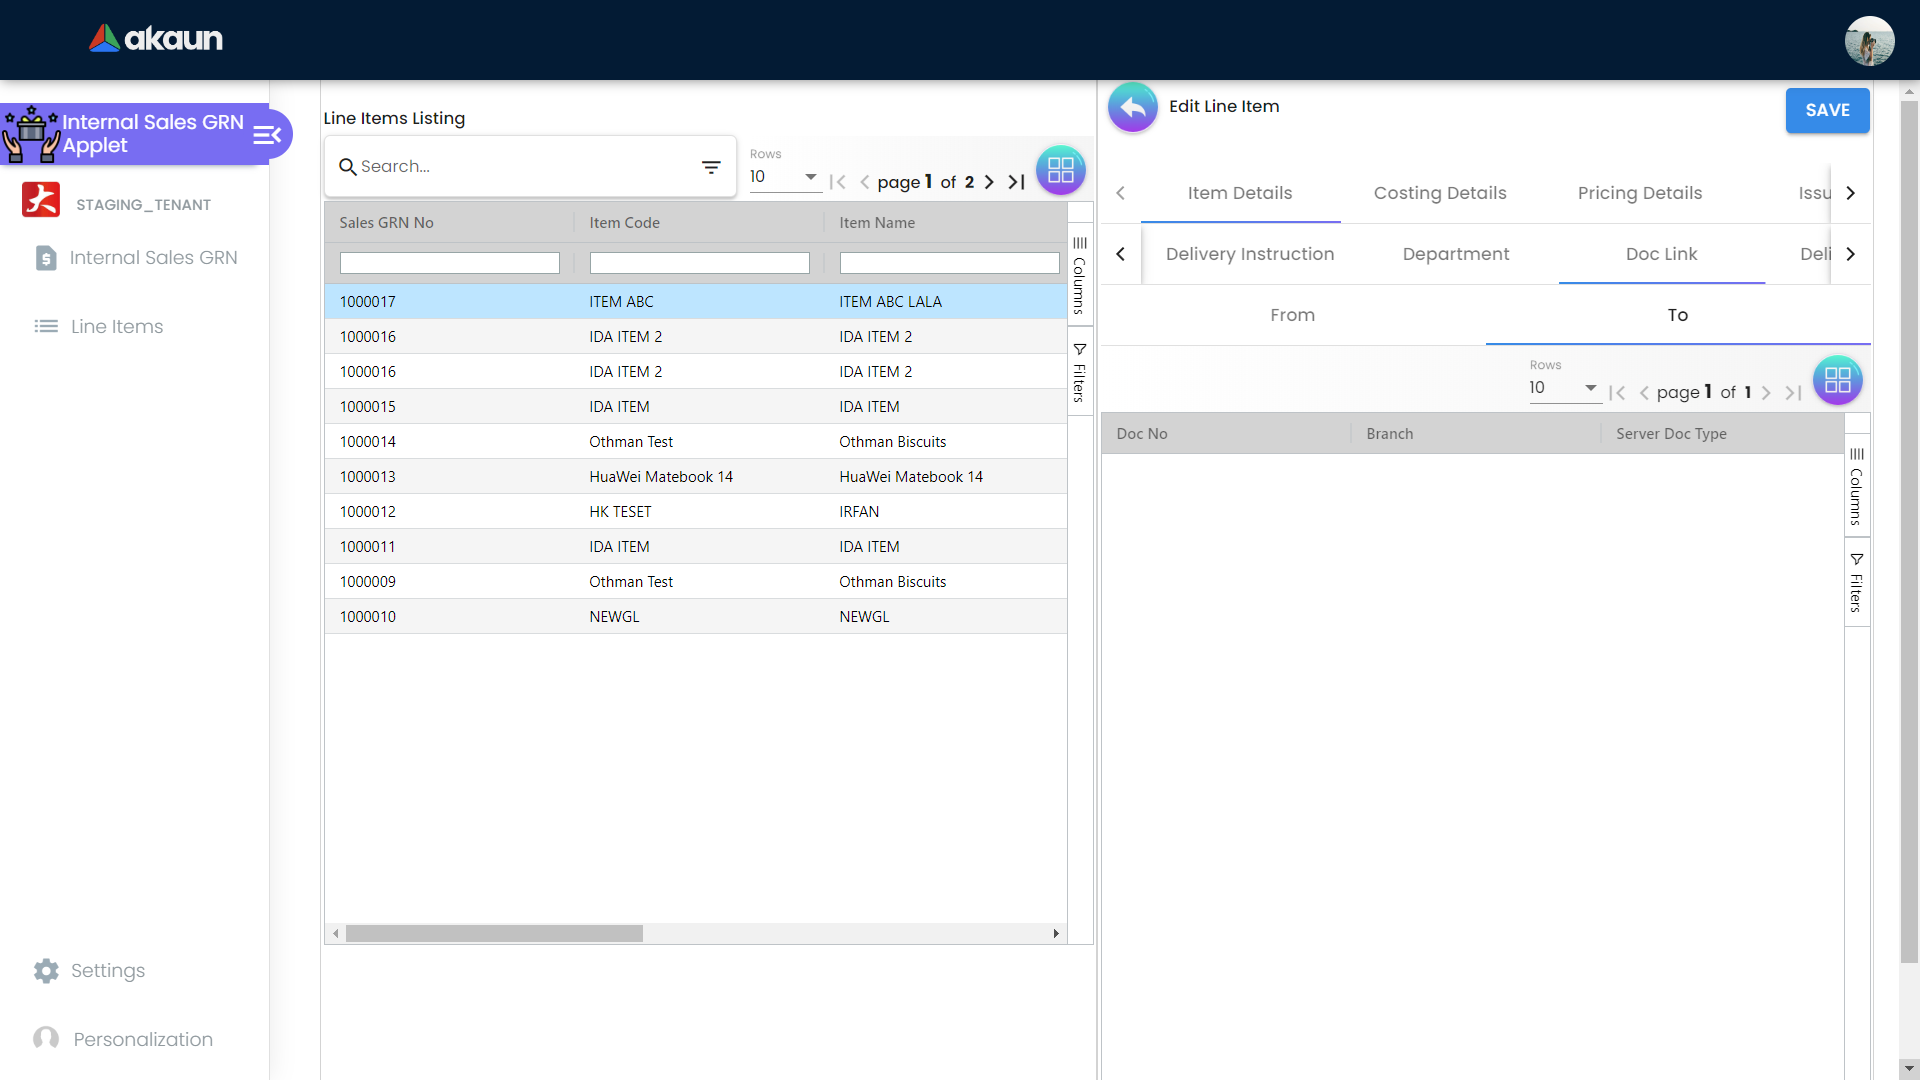 akaun
Internal Sales GRN
Applet
STAGING_TENANT
Internal Sales GRN
Line Items
Settings
Personalization
Line Items Listing
Search...
Rows
10
page 1 of 2
Sales GRN No Item Code Item Name
1000017 ITEM ABC ITEM ABC LALA
1000016 IDA ITEM 2 IDA ITEM 2
1000016 IDA ITEM 2 IDA ITEM 2
1000015 IDA ITEM IDA ITEM
1000014 Othman Test Othman Biscuits
1000013 HuaWei Matebook 14 HuaWei Matebook 14
1000012 HK TESET IRFAN
1000011 IDA ITEM IDA ITEM
1000009 Othman Test Othman Biscuits
1000010 NEWGL NEWGL
Columns
Filters
Edit Line Item
SAVE
Item Details Costing Details Pricing Details Issu
Delivery Instruction Department Doc Link Deli
From To
Rows
10
page 1 of 1
Doc No Branch Server Doc Type
Columns
Filters